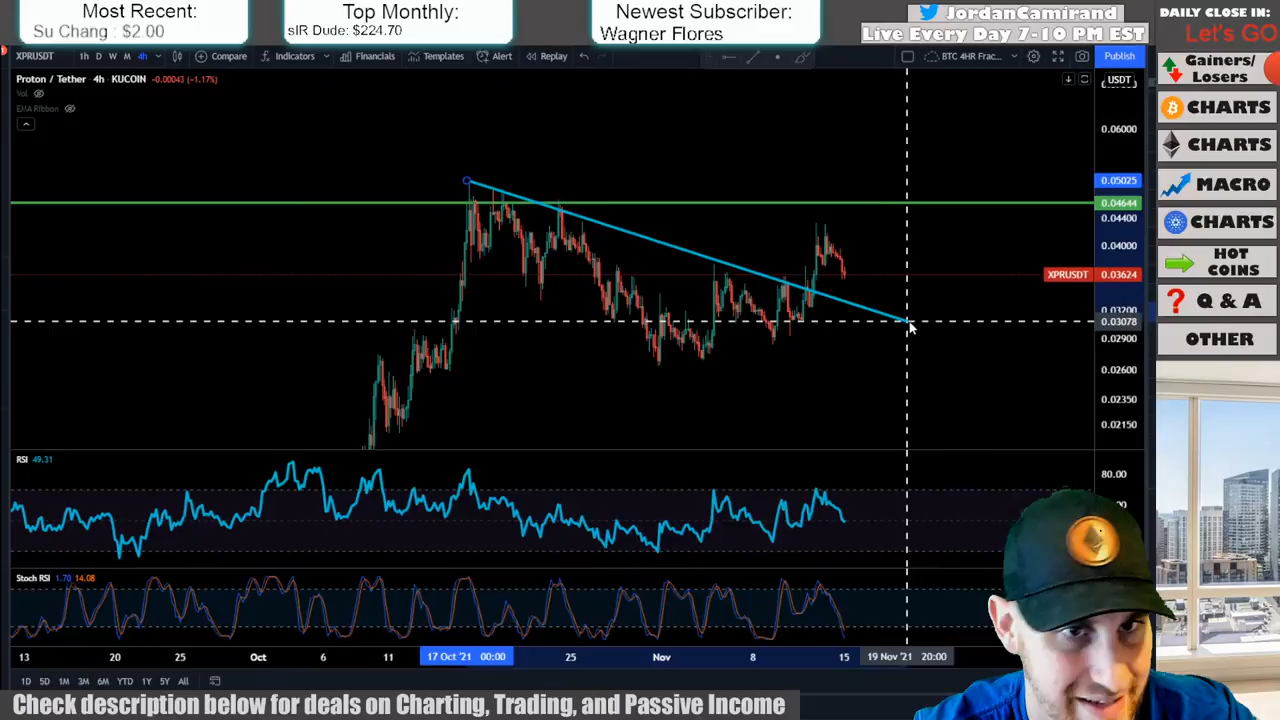 Most Recent:
Su Chang : $2.00
Top Monthly:
sIR Dude: $224.70
Newest Subscriber:
Wagner Flores
JordanCamirand
Live Every Day 7-10 PM EST
DAILY CLOSE IN:
Let's GO
XPRUSDT
1h D W M 4h
Compare
Indicators
Financials
Templates
Alert
Replay
BTC 4HR Frac...
Publish
Proton / Tether 4h KUCOIN -0.00043 (-1.17%)
Vol
EMA Ribbon
USDT
0.06000
0.05025
0.04644
0.04400
0.04000
XPRUSDT 0.03624
0.03200
0.03078
0.02900
0.02600
0.02350
0.02150
RSI 49.31
80.00
Stoch RSI 1.70 14.08
13 20 25 Oct 6 11 17 Oct '21 00:00 25 Nov 8 15 19 Nov '21 20:00
1D 5D 1M 3M 6M YTD 1Y 5Y All
Gainers/
Losers
CHARTS
CHARTS
MACRO
CHARTS
HOT
COINS
? Q & A
OTHER
Check description below for deals on Charting, Trading, and Passive Income